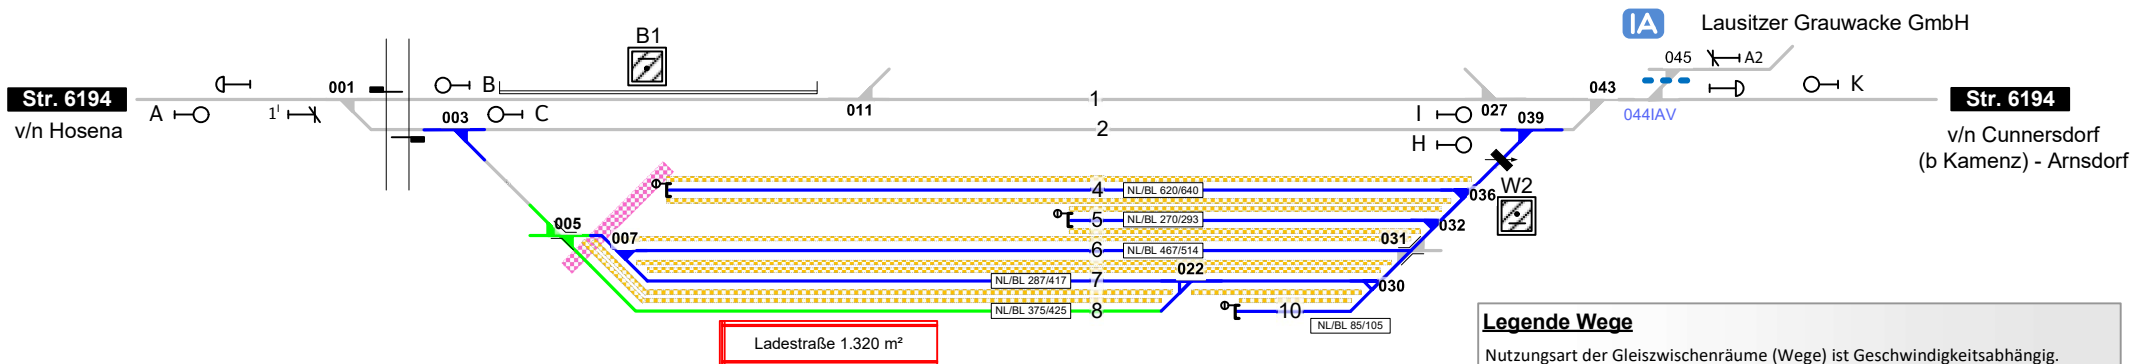 IA Lausitzer Grauwacke GmbH
B1
045 A2
001 B 043 K
Str. 6194 1 Str. 6194
A 1' 003 C 011 I 027 039 044IAV
v/n Hosena 2 v/n Cunnersdorf
H (b Kamenz) - Arnsdorf
4 NL/BL 620/640 036 W2
005 5 NL/BL 270/293 032
007 6 NL/BL 467/514 031
022
NL/BL 287/417 7 030
NL/BL 375/425 8 10 NL/BL 85/105
Ladestraße 1.320 m²
Legende Wege
Nutzungsart der Gleiszwischenräume (Wege) ist Geschwindigkeitsabhängig.